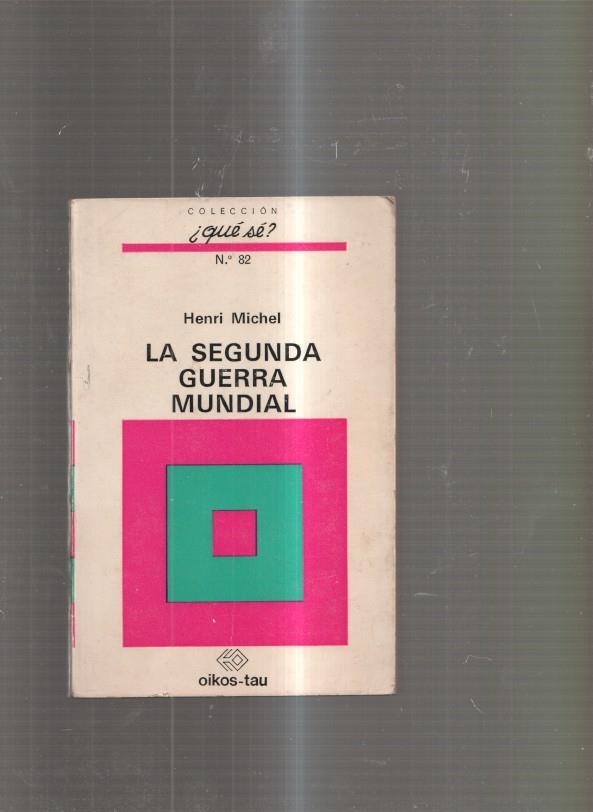 COLECCIÓN
¿qué sé?
N.º 82
Henri Michel
LA SEGUNDA
GUERRA
MUNDIAL
oikos-tau